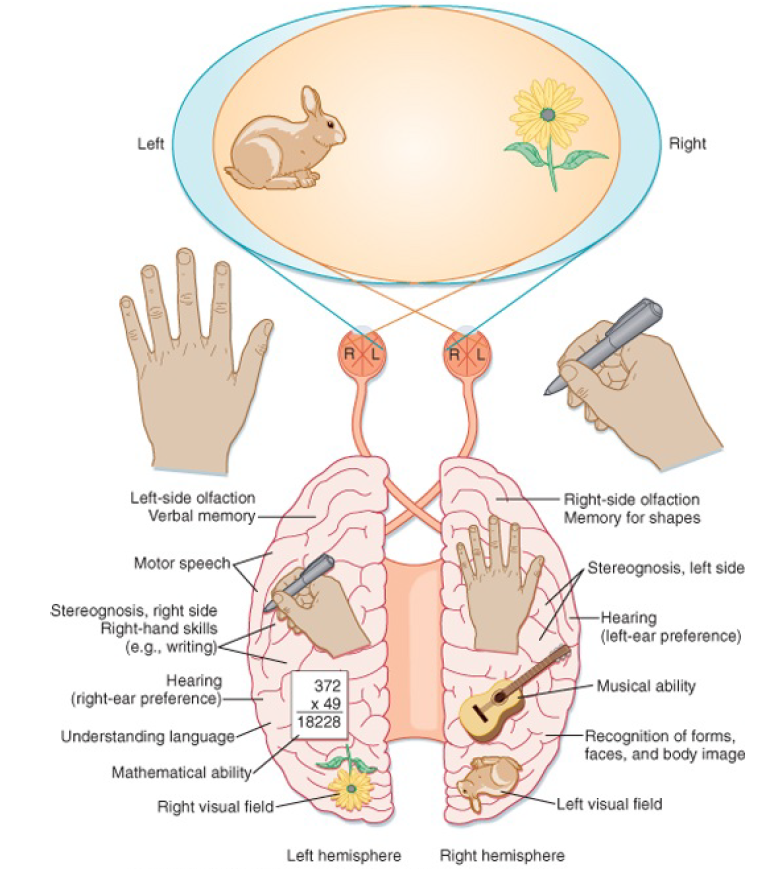 Left
Right
R L
R L
Left-side olfaction
Verbal memory
Motor speech
Stereognosis, right side
Right-hand skills
(e.g., writing)
Hearing
(right-ear preference)
Understanding language
Mathematical ability
Right visual field
372
x 49
18228
Right-side olfaction
Memory for shapes
Stereognosis, left side
Hearing
(left-ear preference)
Musical ability
Recognition of forms,
faces, and body image
Left visual field
Left hemisphere
Right hemisphere